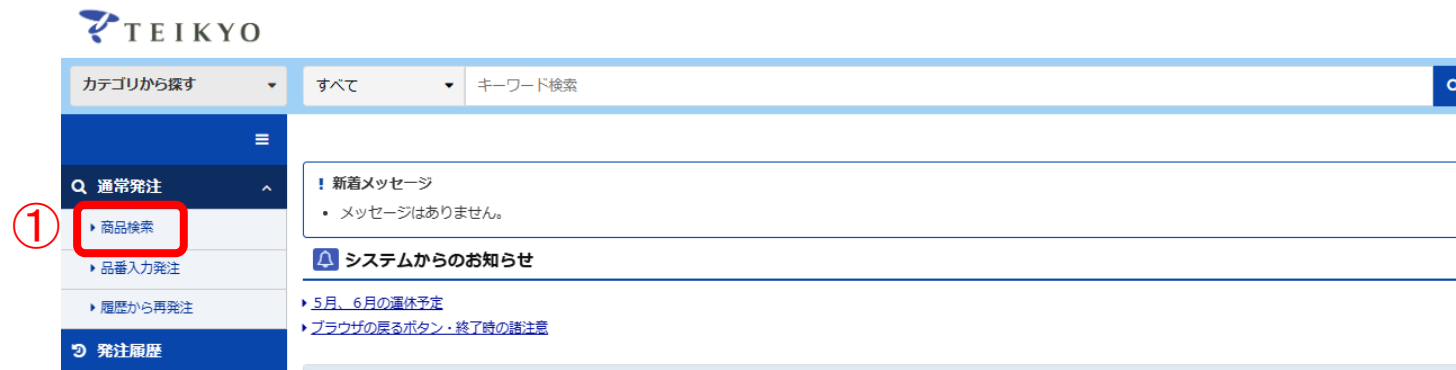 TEIKYO
カテゴリから探す
すべて
キーワード検索
通常発注
! 新着メッセージ
• メッセージはありません。
①
商品検索
システムからのお知らせ
品番入力発注
履歴から再発注
5月、6月の運休予定
ブラウザの戻るボタン・終了時の諸注意
発注履歴